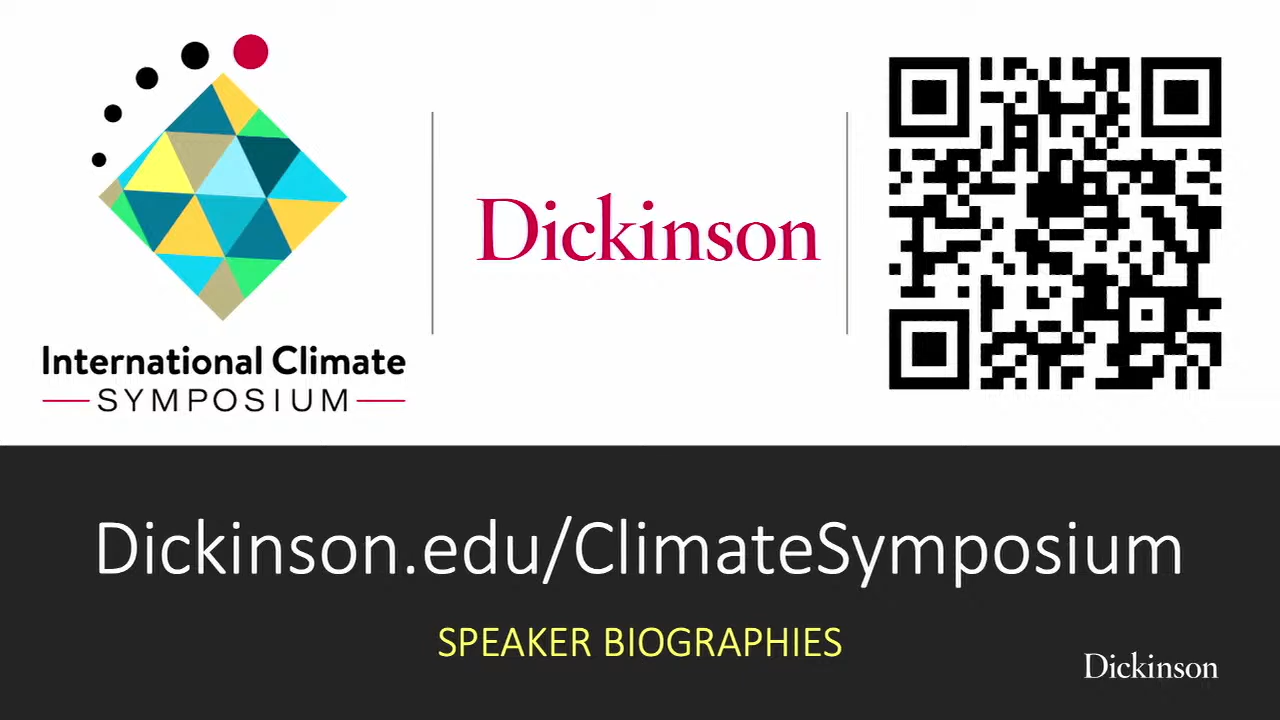 International Climate
SYMPOSIUM
Dickinson
Dickinson.edu/ClimateSymposium
SPEAKER BIOGRAPHIES
Dickinson